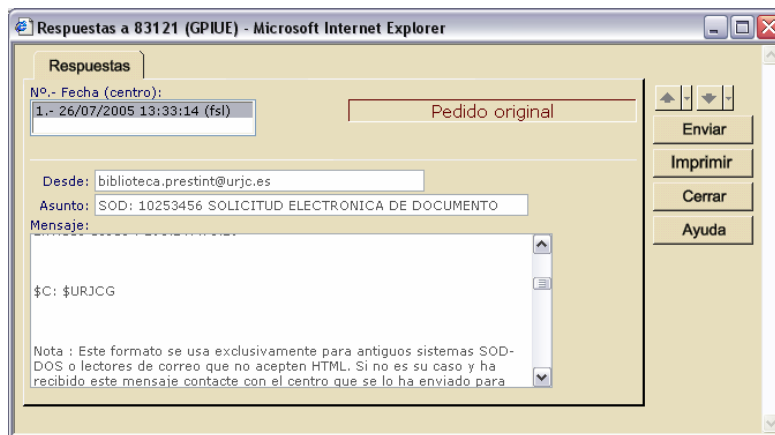 Respuestas a 83121 (GPIUE) - Microsoft Internet Explorer
Respuestas
Nº.- Fecha (centro):
1.- 26/07/2005 13:33:14 (fsl)
Pedido original
Enviar
Imprimir
Cerrar
Ayuda
Desde: biblioteca.prestint@urjc.es
Asunto: SOD: 10253456 SOLICITUD ELECTRONICA DE DOCUMENTO
Mensaje:
$C: $URJCG
Nota : Este formato se usa exclusivamente para antiguos sistemas SOD-
DOS o lectores de correo que no acepten HTML. Si no es su caso y ha
recibido este mensaje contacte con el centro que se lo ha enviado para